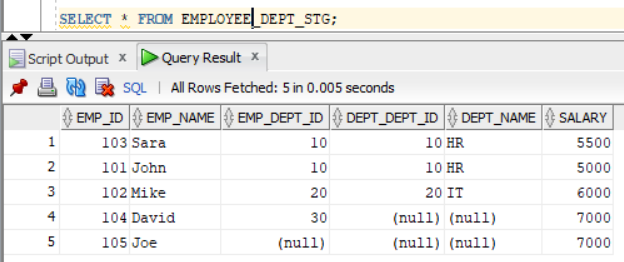 SELECT * FROM EMPLOYEE_DEPT_STG;
Script Output x Query Result x
SQL | All Rows Fetched: 5 in 0.005 seconds
EMP_ID EMP_NAME EMP_DEPT_ID DEPT_DEPT_ID DEPT_NAME SALARY
1 103 Sara 10 10 HR 5500
2 101 John 10 10 HR 5000
3 102 Mike 20 20 IT 6000
4 104 David 30 (null) (null) 7000
5 105 Joe (null) (null) (null) 7000